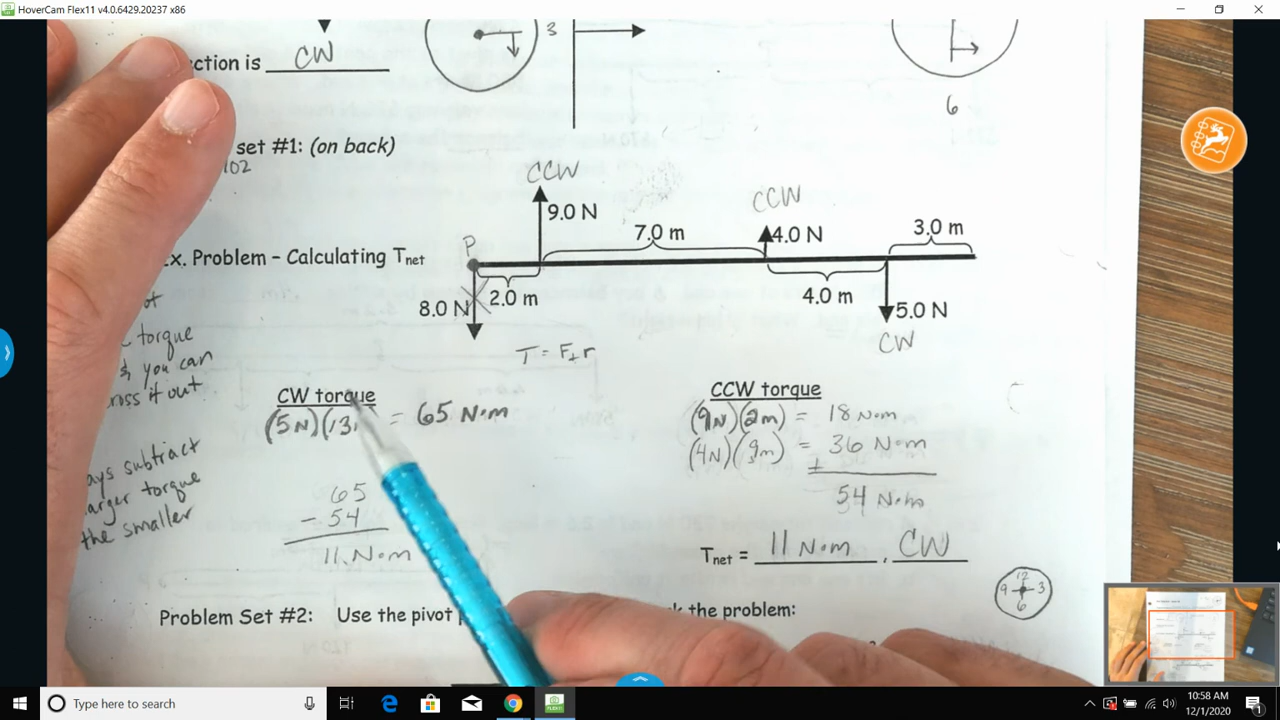 HoverCam Flex11 v4.0.6429.20237 x86
ction is CW
3
6
set #1: (on back)
102
CCW
9.0 N
CCW
7.0 m
4.0 N
3.0 m
P
x. Problem - Calculating Tnet
8.0 N
2.0 m
4.0 m
5.0 N
CW
T = F⊥r
ot
torque
you can
ross it out
CW torque
(5N)(13 = 65 N·m
CCW torque
(9N)(2m) = 18 N·m
(4N)(9m) = 36 N·m
+
54 N·m
ays subtract
arger torque
the smaller
65
- 54
11 N·m
Tnet = 11 N·m, CW
12
9 3
6
Problem Set #2: Use the pivot
k the problem:
Type here to search
10:58 AM
12/1/2020